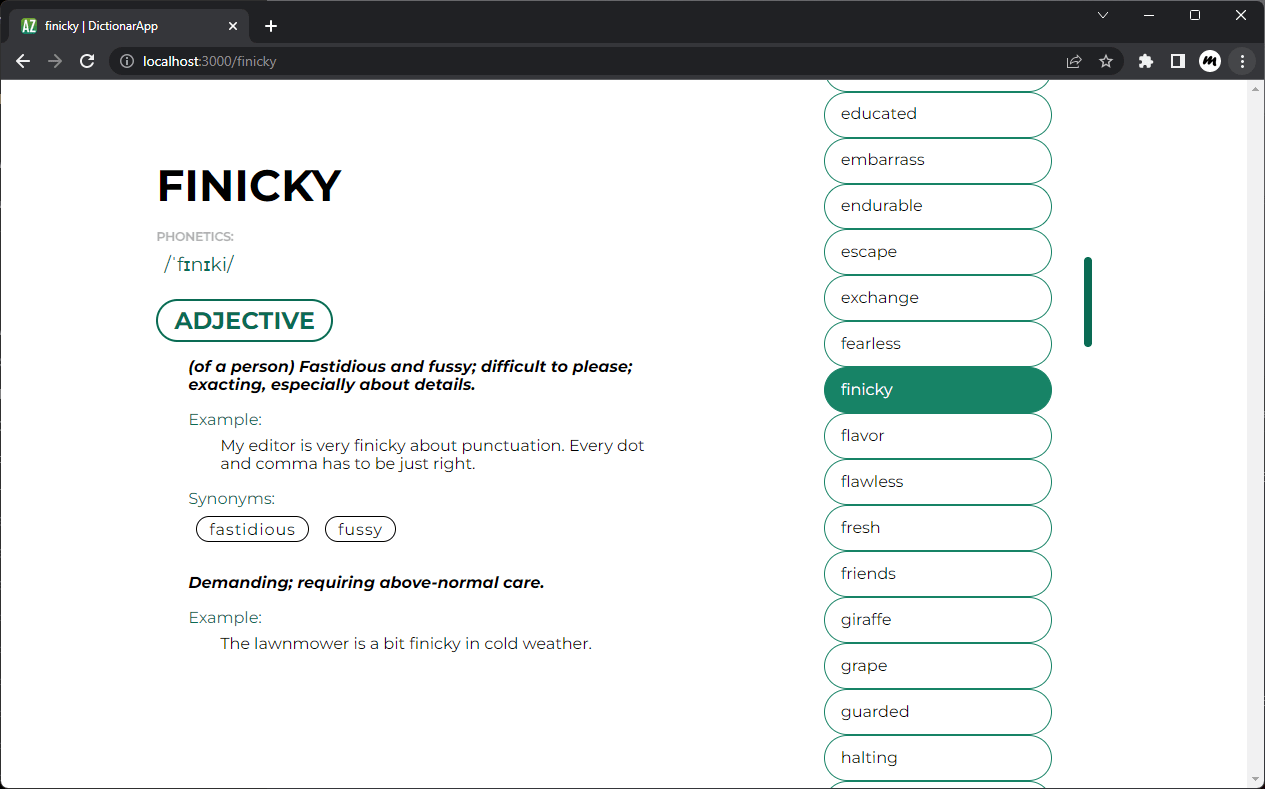 AZ finicky | DictionarApp
localhost:3000/finicky
FINICKY
PHONETICS:
/ˈfɪnɪki/
ADJECTIVE
(of a person) Fastidious and fussy; difficult to please;
exacting, especially about details.
Example:
My editor is very finicky about punctuation. Every dot
and comma has to be just right.
Synonyms:
fastidious fussy
Demanding; requiring above-normal care.
Example:
The lawnmower is a bit finicky in cold weather.
educated
embarrass
endurable
escape
exchange
fearless
finicky
flavor
flawless
fresh
friends
giraffe
grape
guarded
halting